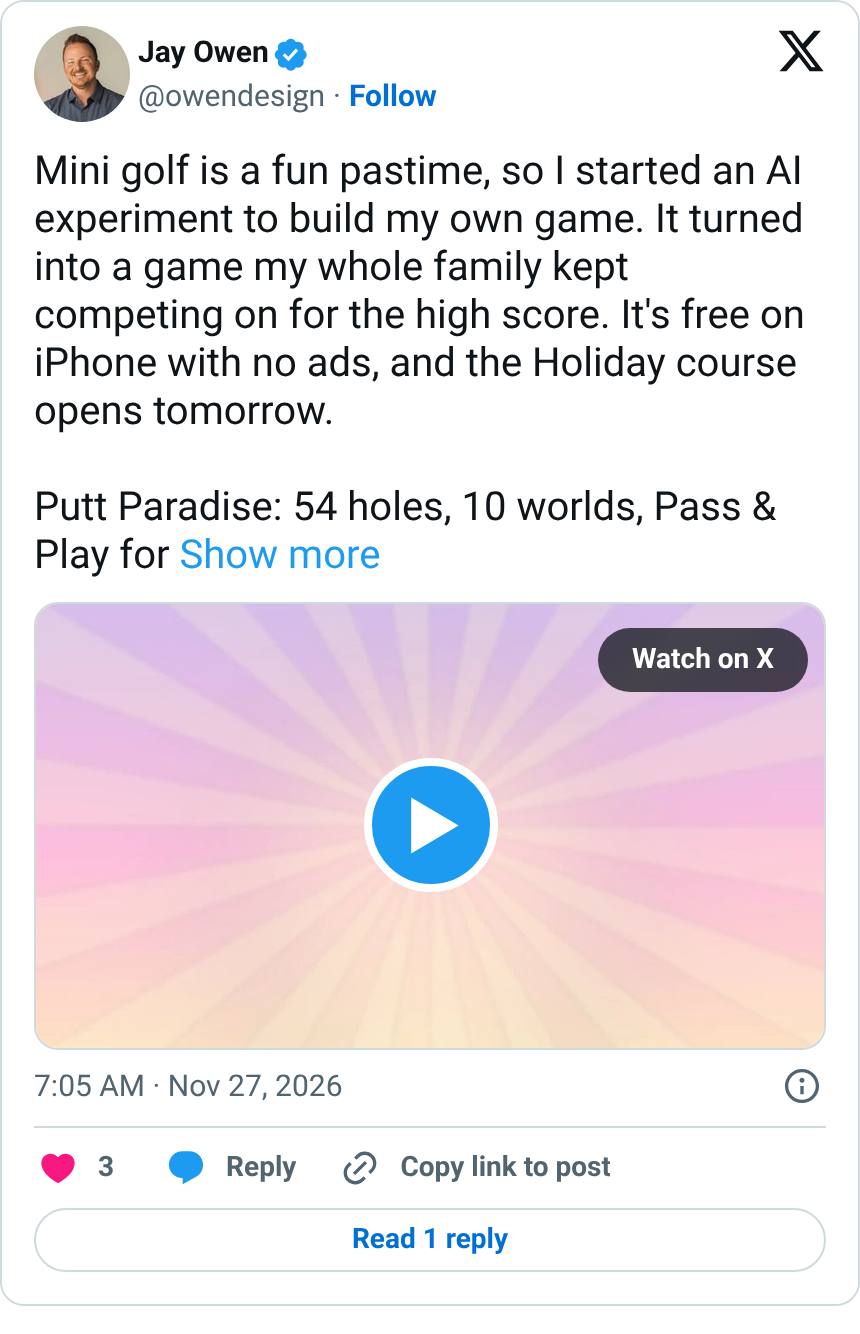 Jay Owen
@owendesign · Follow
Mini golf is a fun pastime, so I started an AI
experiment to build my own game. It turned
into a game my whole family kept
competing on for the high score. It's free on
iPhone with no ads, and the Holiday course
opens tomorrow.
Putt Paradise: 54 holes, 10 worlds, Pass &
Play for Show more
Watch on X
7:05 AM · Nov 27, 2026
3 Reply Copy link to post
Read 1 reply